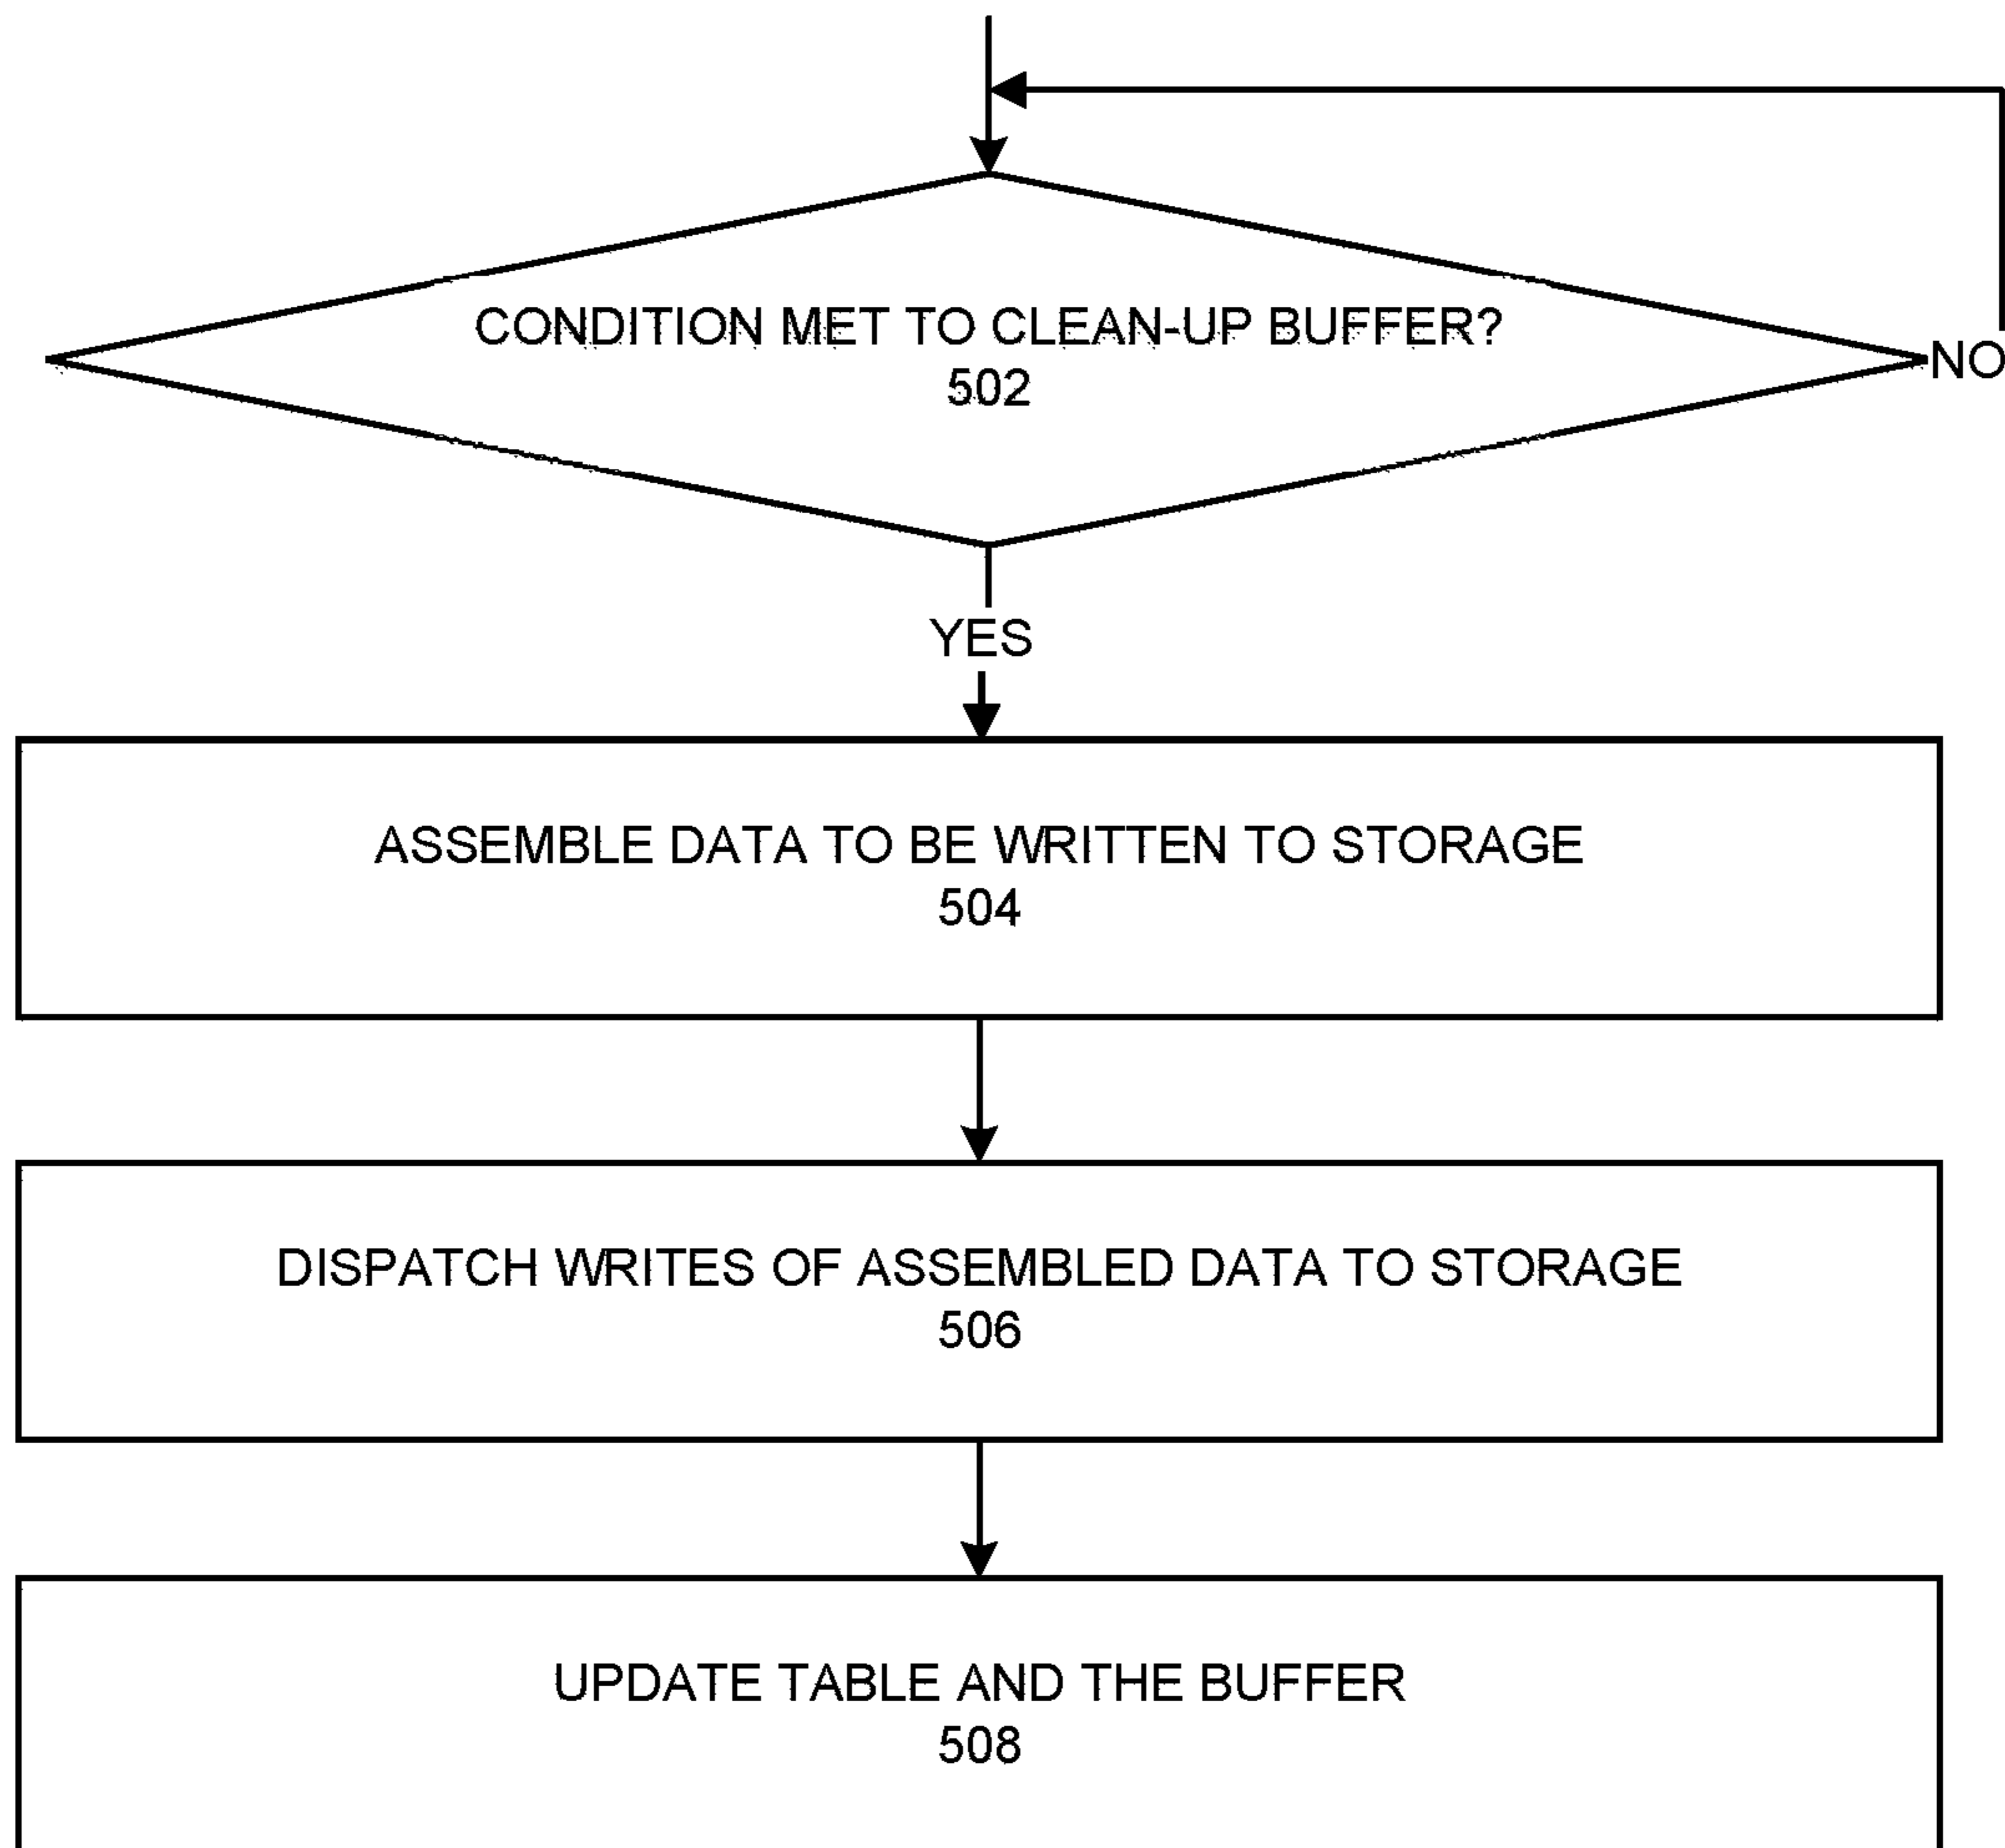 CONDITION MET TO CLEAN-UP BUFFER?
502
NO
YES
ASSEMBLE DATA TO BE WRITTEN TO STORAGE
504
DISPATCH WRITES OF ASSEMBLED DATA TO STORAGE
506
UPDATE TABLE AND THE BUFFER
508